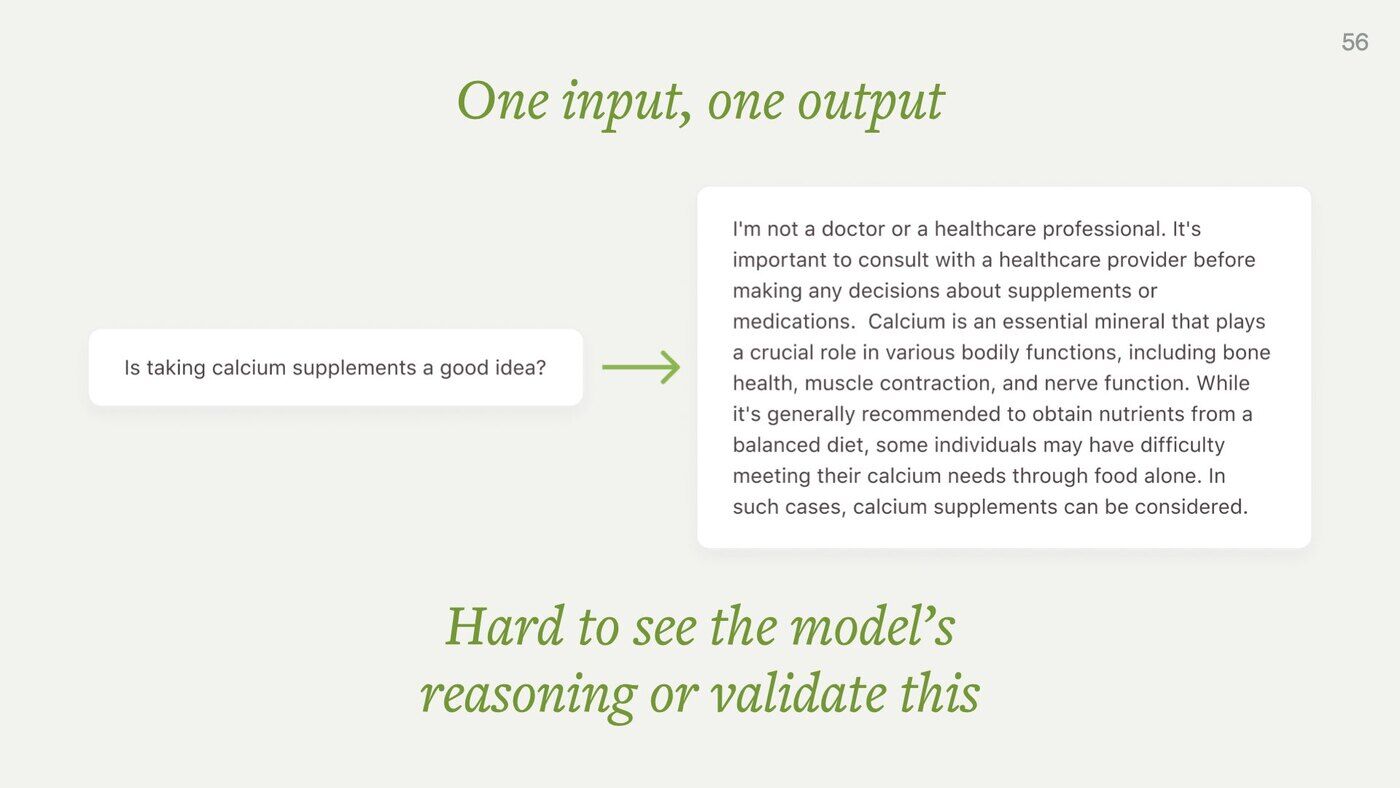 56
One input, one output
Is taking calcium supplements a good idea?
I'm not a doctor or a healthcare professional. It's
important to consult with a healthcare provider before
making any decisions about supplements or
medications.  Calcium is an essential mineral that plays
a crucial role in various bodily functions, including bone
health, muscle contraction, and nerve function. While
it's generally recommended to obtain nutrients from a
balanced diet, some individuals may have difficulty
meeting their calcium needs through food alone. In
such cases, calcium supplements can be considered.
Hard to see the model’s
reasoning or validate this